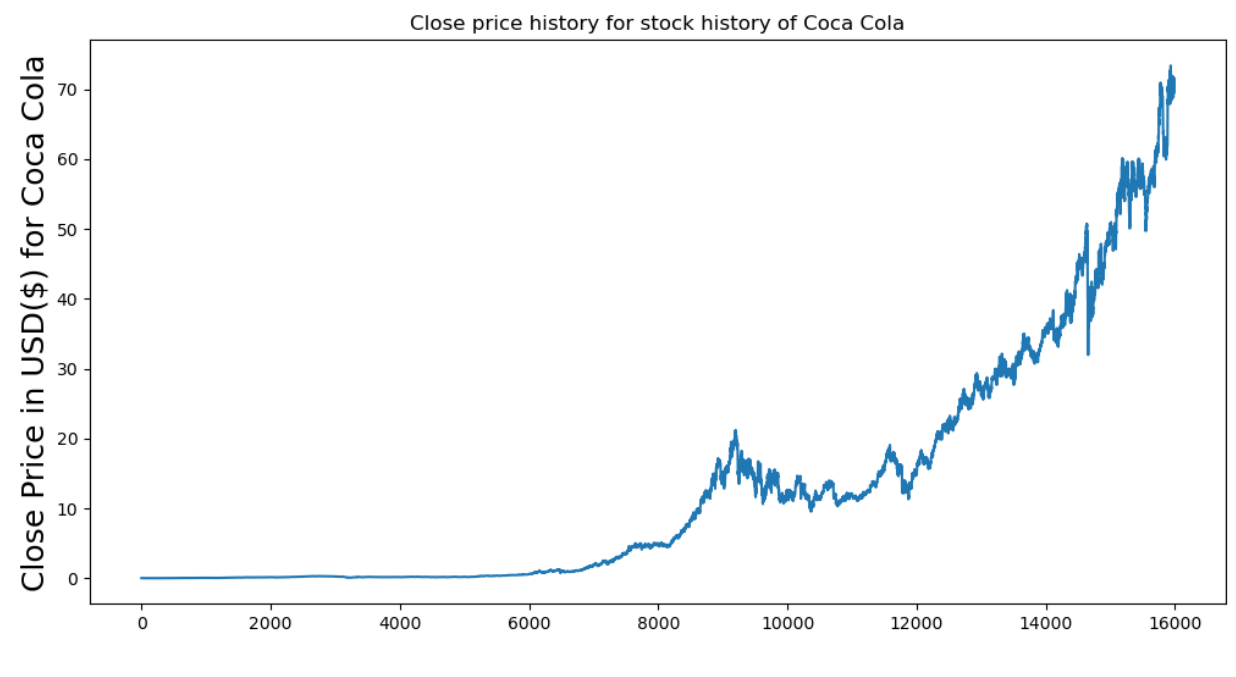 Close price history for stock history of Coca Cola
Close Price in USD($) for Coca Cola
70
60
50
40
30
20
10
0
0 2000 4000 6000 8000 10000 12000 14000 16000